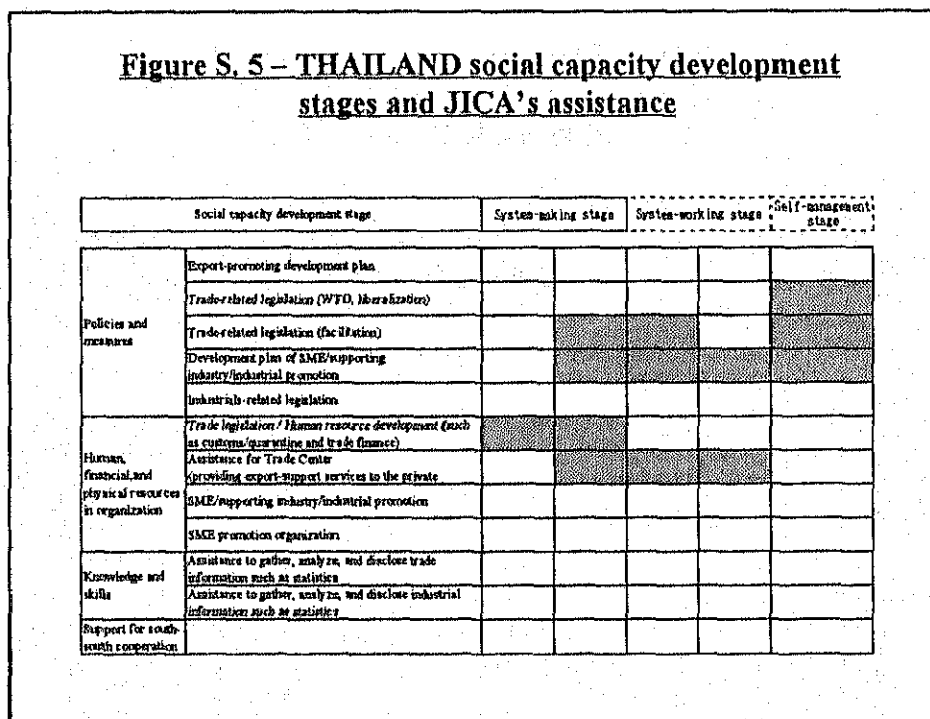 Figure S. 5 – THAILAND social capacity development
stages and JICA's assistance
Social capacity development stage
System-making stage
System-working stage
Self-management
stage
Policies and
measures
Export-promoting development plan
Trade-related legislation (WTO, liberalization)
Trade-related legislation (facilitation)
Development plan of SME/supporting
industry/industrial promotion
Industrials-related legislation
Human,
financial,and
physical resources
in organization
Trade legislation / Human resource development (such
as customs/quarantine and trade finance)
Assistance for Trade Center
(providing export-support services to the private
SME/supporting industry/industrial promotion
SME promotion organization
Knowledge and
skills
Assistance to gather, analyze, and disclose trade
information such as statistics
Assistance to gather, analyze, and disclose industrial
information such as statistics
Support for south-
south cooperation